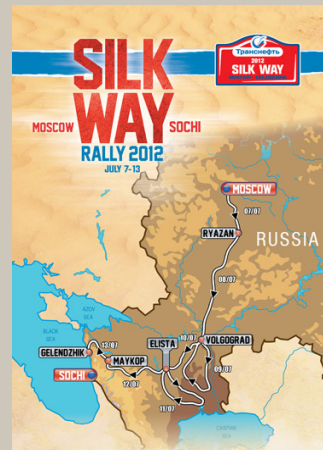 Транснефть
2012
SILK WAY
SILK
MOSCOW WAY SOCHI
RALLY 2012
JULY 7-13
MOSCOW
07/07
RYAZAN
RUSSIA
08/07
AZOV
SEA
BLACK
SEA
10/07
VOLGOGRAD
ELISTA
13/07
GELENDZHIK
MAYKOP
09/07
SOCHI
12/07
11/07
CASPIAN
SEA